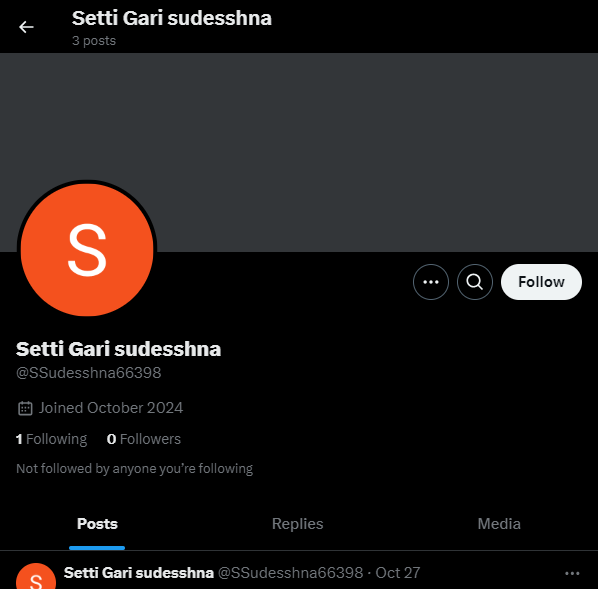 Setti Gari sudesshna
3 posts
S
Follow
Setti Gari sudesshna
@SSudesshna66398
Joined October 2024
1 Following 0 Followers
Not followed by anyone you're following
Posts Replies Media
S
Setti Gari sudesshna @SSudesshna66398 · Oct 27